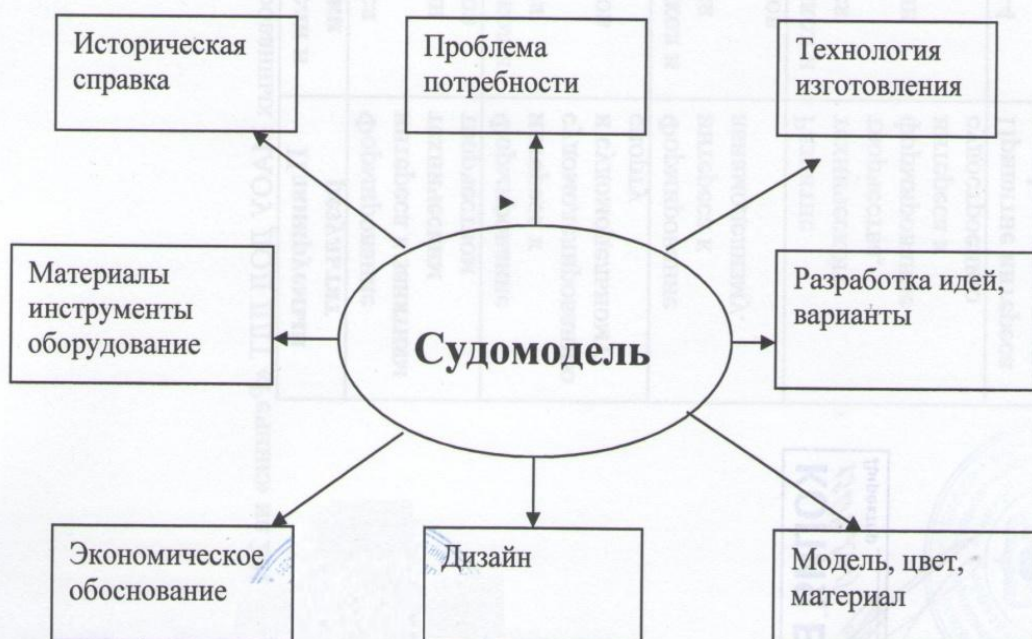 Историческая
справка
Проблема
потребности
Технология
изготовления
Материалы
инструменты
оборудование
Судомодель
Разработка идей,
варианты
Экономическое
обоснование
Дизайн
Модель, цвет,
материал